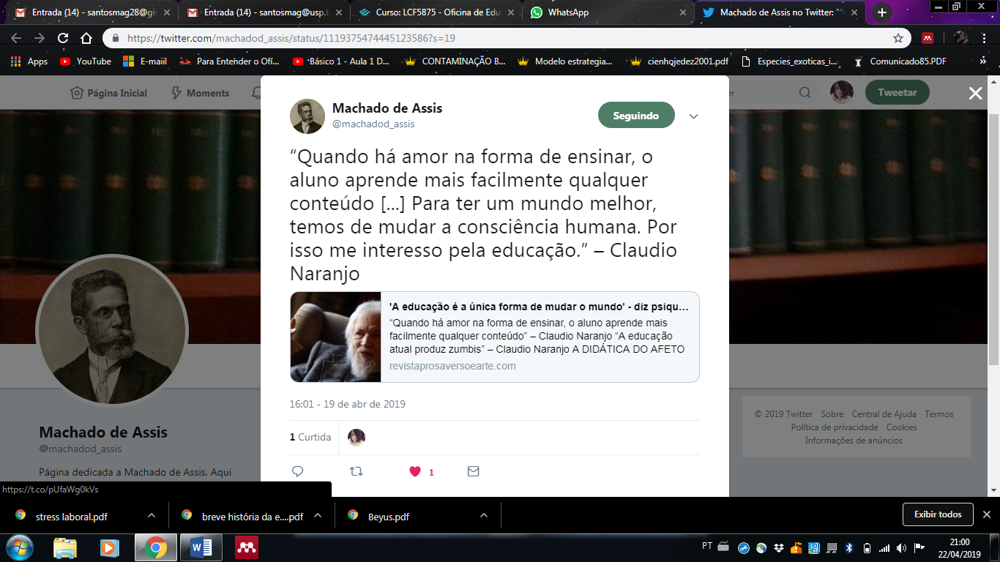 Entrada (14) - santosmag28@gm
Entrada (14) - santosmag@usp.b
Curso: LCF5875 - Oficina de Edu
WhatsApp
Machado de Assis no Twitter: "“
https://twitter.com/machadod_assis/status/1119375474445123586?s=19
Apps
YouTube
E-maiil
Para Entender o Ofí...
Básico 1 - Aula 1 D...
CONTAMINAÇÃO B...
Modelo estrategia...
cienhojedez2001.pdf
Especies_exoticas_i...
Comunicado85.PDF
»
Página Inicial
Moments
er
Tweetar
Machado de Assis
@machadod_assis
Seguindo
“Quando há amor na forma de ensinar, o
aluno aprende mais facilmente qualquer
conteúdo [...] Para ter um mundo melhor,
temos de mudar a consciência humana. Por
isso me interesso pela educação.” – Claudio
Naranjo
'A educação é a única forma de mudar o mundo' - diz psiqu...
“Quando há amor na forma de ensinar, o aluno aprende mais
facilmente qualquer conteúdo” – Claudio Naranjo “A educação
atual produz zumbis” – Claudio Naranjo A DIDÁTICA DO AFETO
revistaprosaversoearte.com
16:01 - 19 de abr de 2019
1 Curtida
1
Machado de Assis
@machadod_assis
Página dedicada a Machado de Assis. Aqui
© 2019 Twitter Sobre Central de Ajuda Termos
Política de privacidade Cookies
Informações de anúncios
https://t.co/pUfaWg0kVs
stress laboral.pdf
breve história da e....pdf
Beyus.pdf
Exibir todos
PT
21:00
22/04/2019